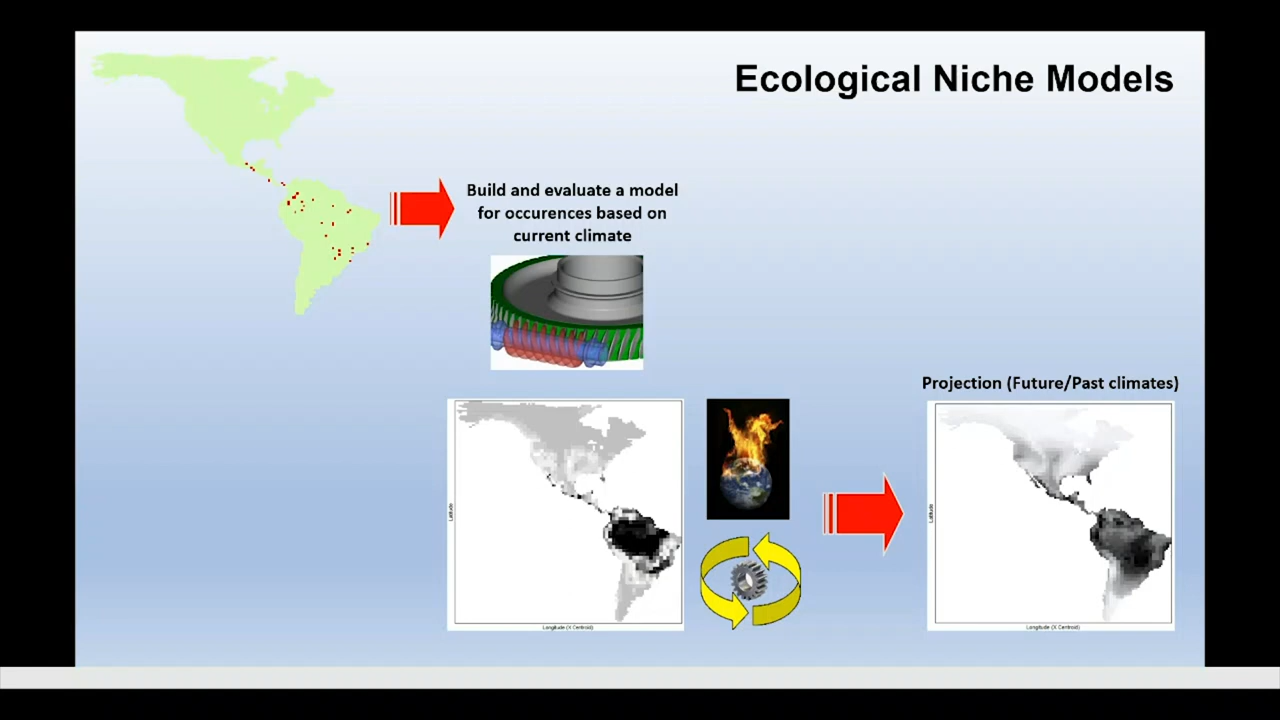 Ecological Niche Models
Build and evaluate a model
for occurences based on
current climate
Projection (Future/Past climates)
Latitude
Longitude (X Centroid)
Latitude
Longitude (X Centroid)